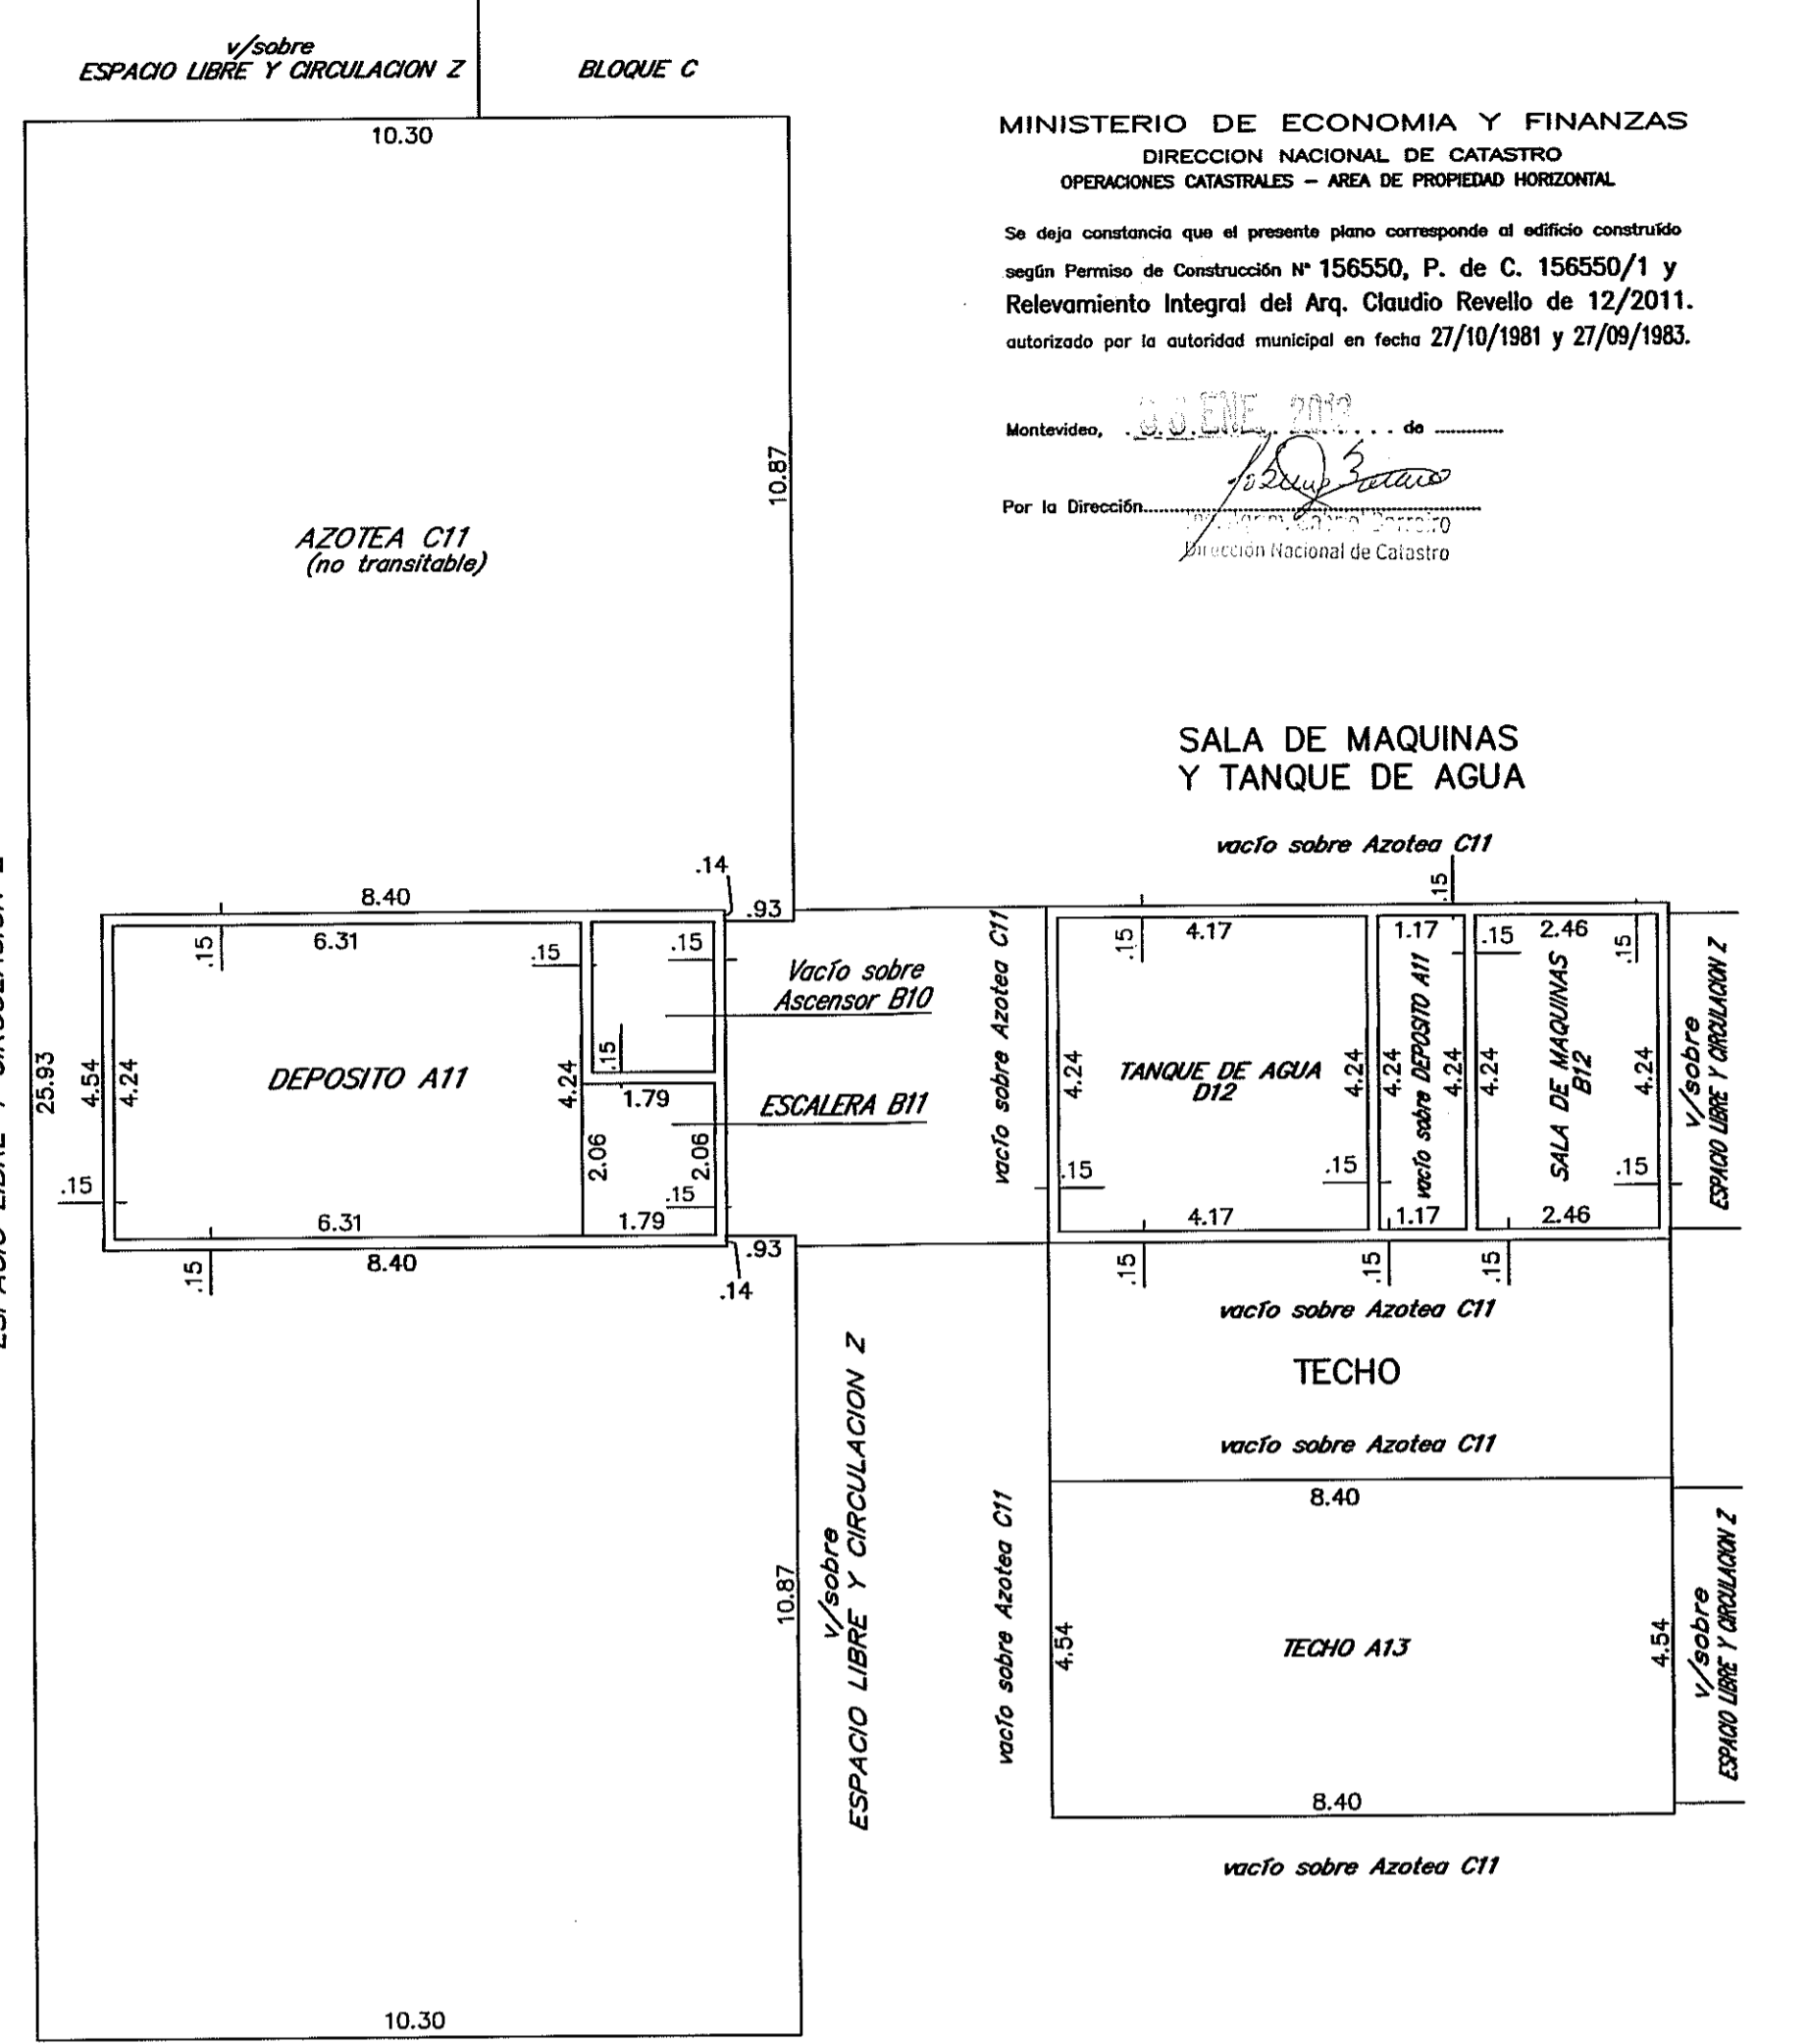 v/sobre
ESPACIO LIBRE Y CIRCULACION Z
BLOQUE C
10.30
10.87
AZOTEA C11
(no transitable)
MINISTERIO DE ECONOMIA Y FINANZAS
DIRECCION NACIONAL DE CATASTRO
OPERACIONES CATASTRALES – AREA DE PROPIEDAD HORIZONTAL
Se deja constancia que el presente plano corresponde al edificio construído
según Permiso de Construcción N° 156550, P. de C. 156550/1 y
Relevamiento Integral del Arq. Claudio Revello de 12/2011.
autorizado por la autoridad municipal en fecha 27/10/1981 y 27/09/1983.
Montevideo, ENE. de
Por la Dirección
Dirección Nacional de Catastro
.14
8.40
.93
.15
6.31
.15
.15
Vacío sobre
Ascensor B10
25.93
4.54
4.24
DEPOSITO A11
4.24
.15
1.79
ESCALERA B11
2.06
2.06
.15
.15
6.31
1.79
8.40
.93
.15
.14
v/sobre
ESPACIO LIBRE Y CIRCULACION Z
10.87
10.30
SALA DE MAQUINAS
Y TANQUE DE AGUA
vacío sobre Azotea C11
.15
vacío sobre Azotea C11
.15
4.17
1.17
.15
2.46
.15
4.24
TANQUE DE AGUA
D12
4.24
4.24
vacío sobre DEPOSITO A11
4.24
4.24
SALA DE MAQUINAS
B12
4.24
v/sobre
ESPACIO LIBRE Y CIRCULACION Z
.15
.15
.15
4.17
1.17
2.46
.15
.15
.15
vacío sobre Azotea C11
TECHO
vacío sobre Azotea C11
8.40
vacío sobre Azotea C11
4.54
TECHO A13
4.54
v/sobre
ESPACIO LIBRE Y CIRCULACION Z
8.40
vacío sobre Azotea C11